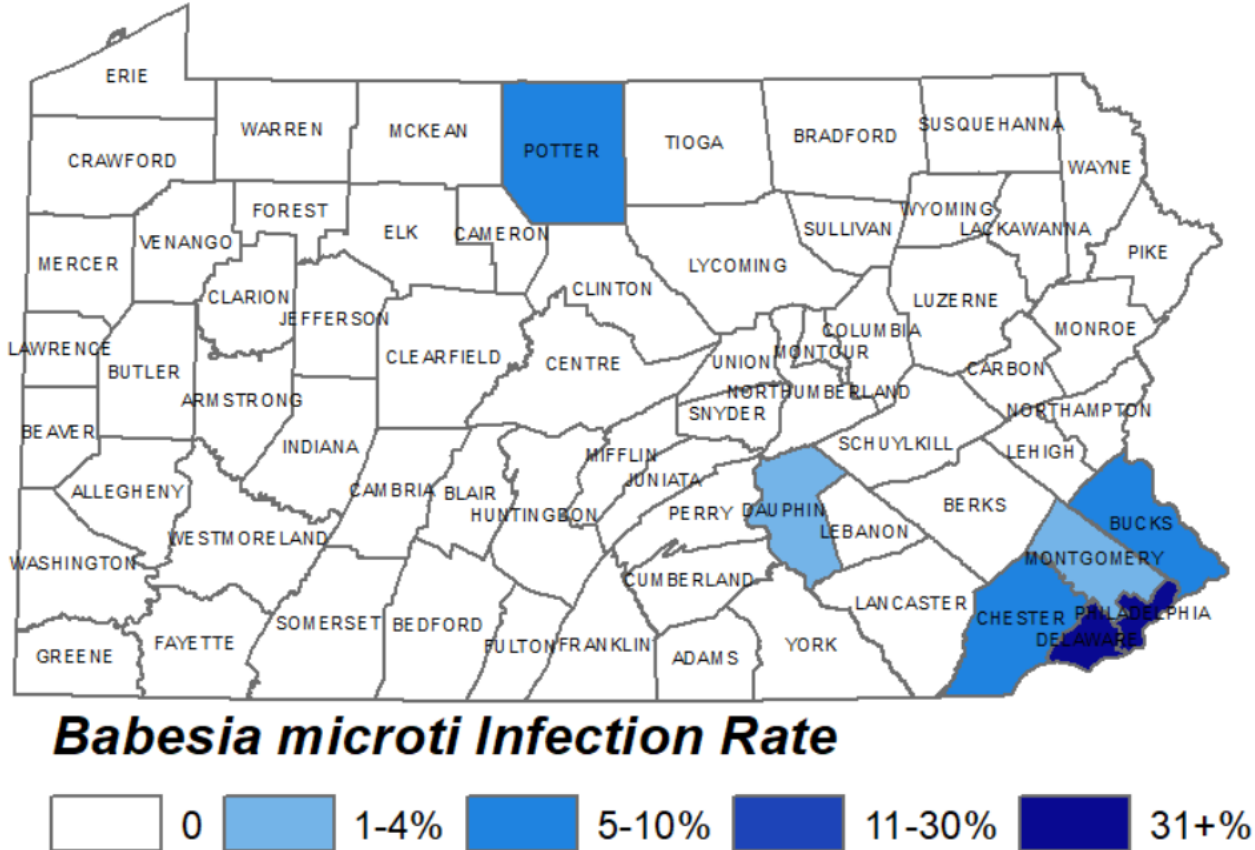 ERIE
WARREN
MCKEAN
POTTER
TIOGA
BRADFORD
SUSQUEHANNA
CRAWFORD
WAYNE
FOREST
VENANGO
ELK
CAMERON
SULLIVAN
WYOMING
LACKAWANNA
MERCER
LYCOMING
PIKE
CLARION
CLINTON
LUZERNE
JEFFERSON
COLUMBIA
MONROE
LAWRENCE
CLEARFIELD
CENTRE
UNION
MONTOUR
CARBON
BUTLER
ARMSTRONG
NORTHUMBERLAND
SNYDER
NORTHAMPTON
BEAVER
INDIANA
SCHUYLKILL
LEHIGH
MIFFLIN
JUNIATA
ALLEGHENY
CAMBRIA
BLAIR
HUNTINGDON
PERRY
DAUPHIN
LEBANON
BERKS
BUCKS
WESTMORELAND
WASHINGTON
MONTGOMERY
CUMBERLAND
LANCASTER
CHESTER
PHILADELPHIA
SOMERSET
BEDFORD
DELAWARE
FAYETTE
FULTON
FRANKLIN
YORK
GREENE
ADAMS
Babesia microti Infection Rate
0 1-4% 5-10% 11-30% 31+%